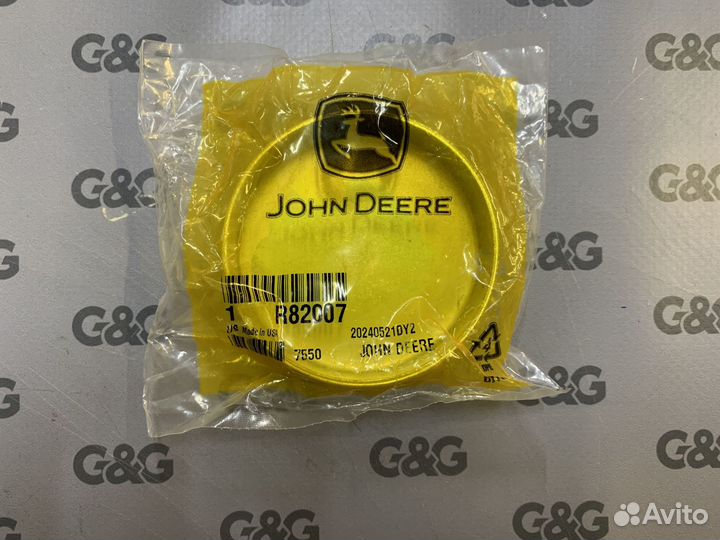 G&G G&G G&G G&G
G&G G&G
JOHN DEERE
G&G G&G
1 R82007
Made in USA 20240521DY2
7550 JOHN DEERE
G&G G&G
G&G G&G
G&G G&G
Avito